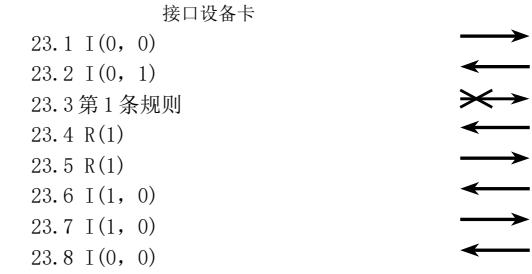 接口设备卡
23.1 I(0，0)
23.2 I(0，1)
23.3 第 1 条规则
23.4 R(1)
23.5 R(1)
23.6 I(1，0)
23.7 I(1，0)
23.8 I(0，0)